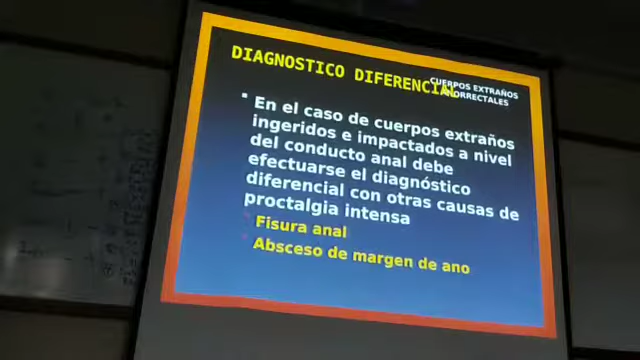 DIAGNOSTICO DIFERENCIAL
CUERPOS EXTRAÑOS
ANORRECTALES
En el caso de cuerpos extraños
ingeridos e impactados a nivel
del conducto anal debe
efectuarse el diagnóstico
diferencial con otras causas de
proctalgia intensa
Fisura anal
Absceso de margen de ano